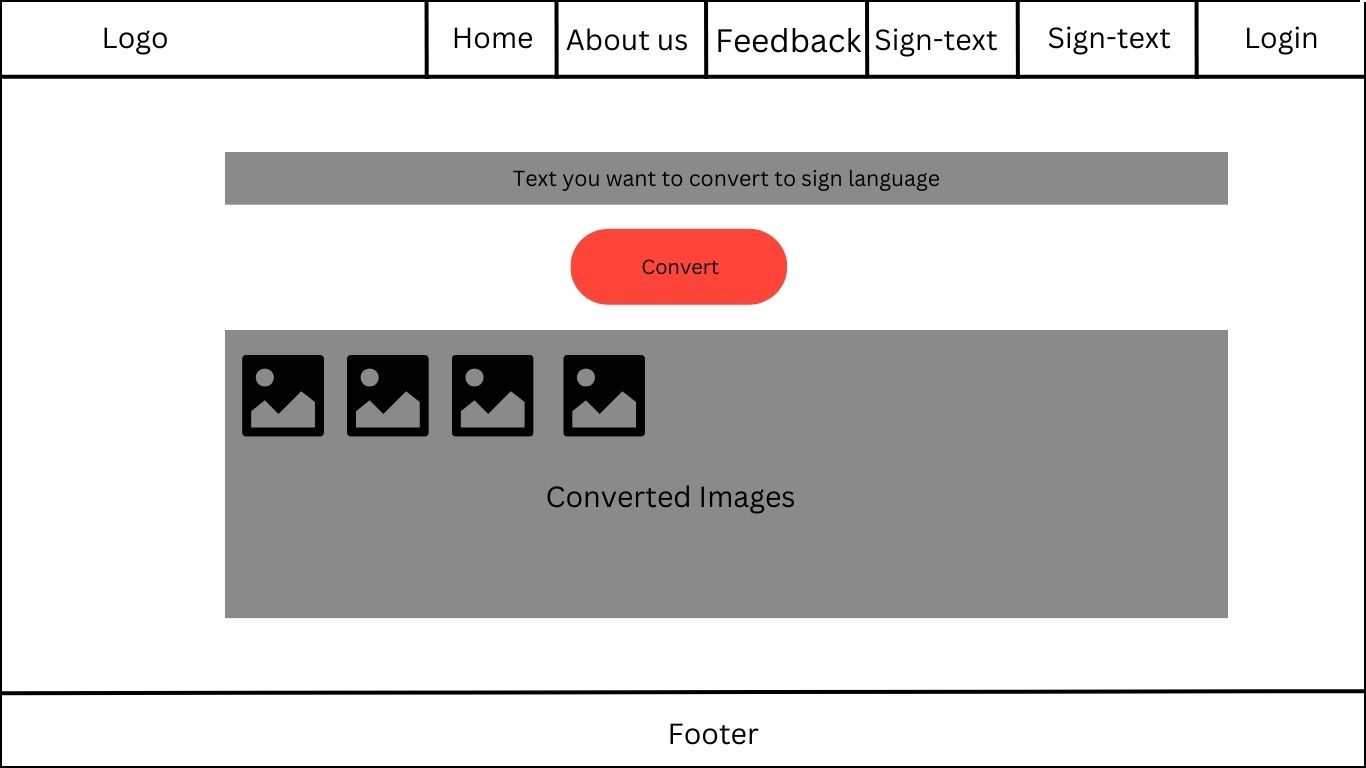 Logo
Home
About us
Feedback
Sign-text
Sign-text
Login
Text you want to convert to sign language
Convert
Converted Images
Footer